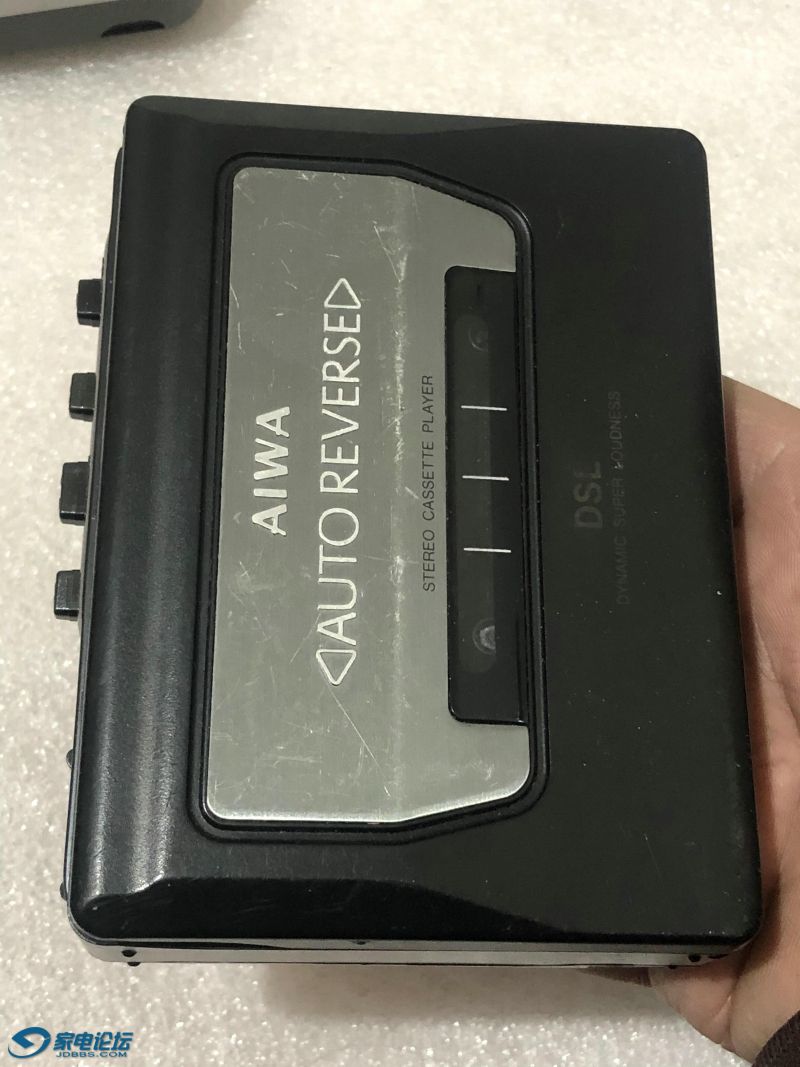 AIWA
AUTO REVERSE
STEREO CASSETTE PLAYER
DSL
DYNAMIC SUPER LOUDNESS
家电论坛
JDBBS.COM